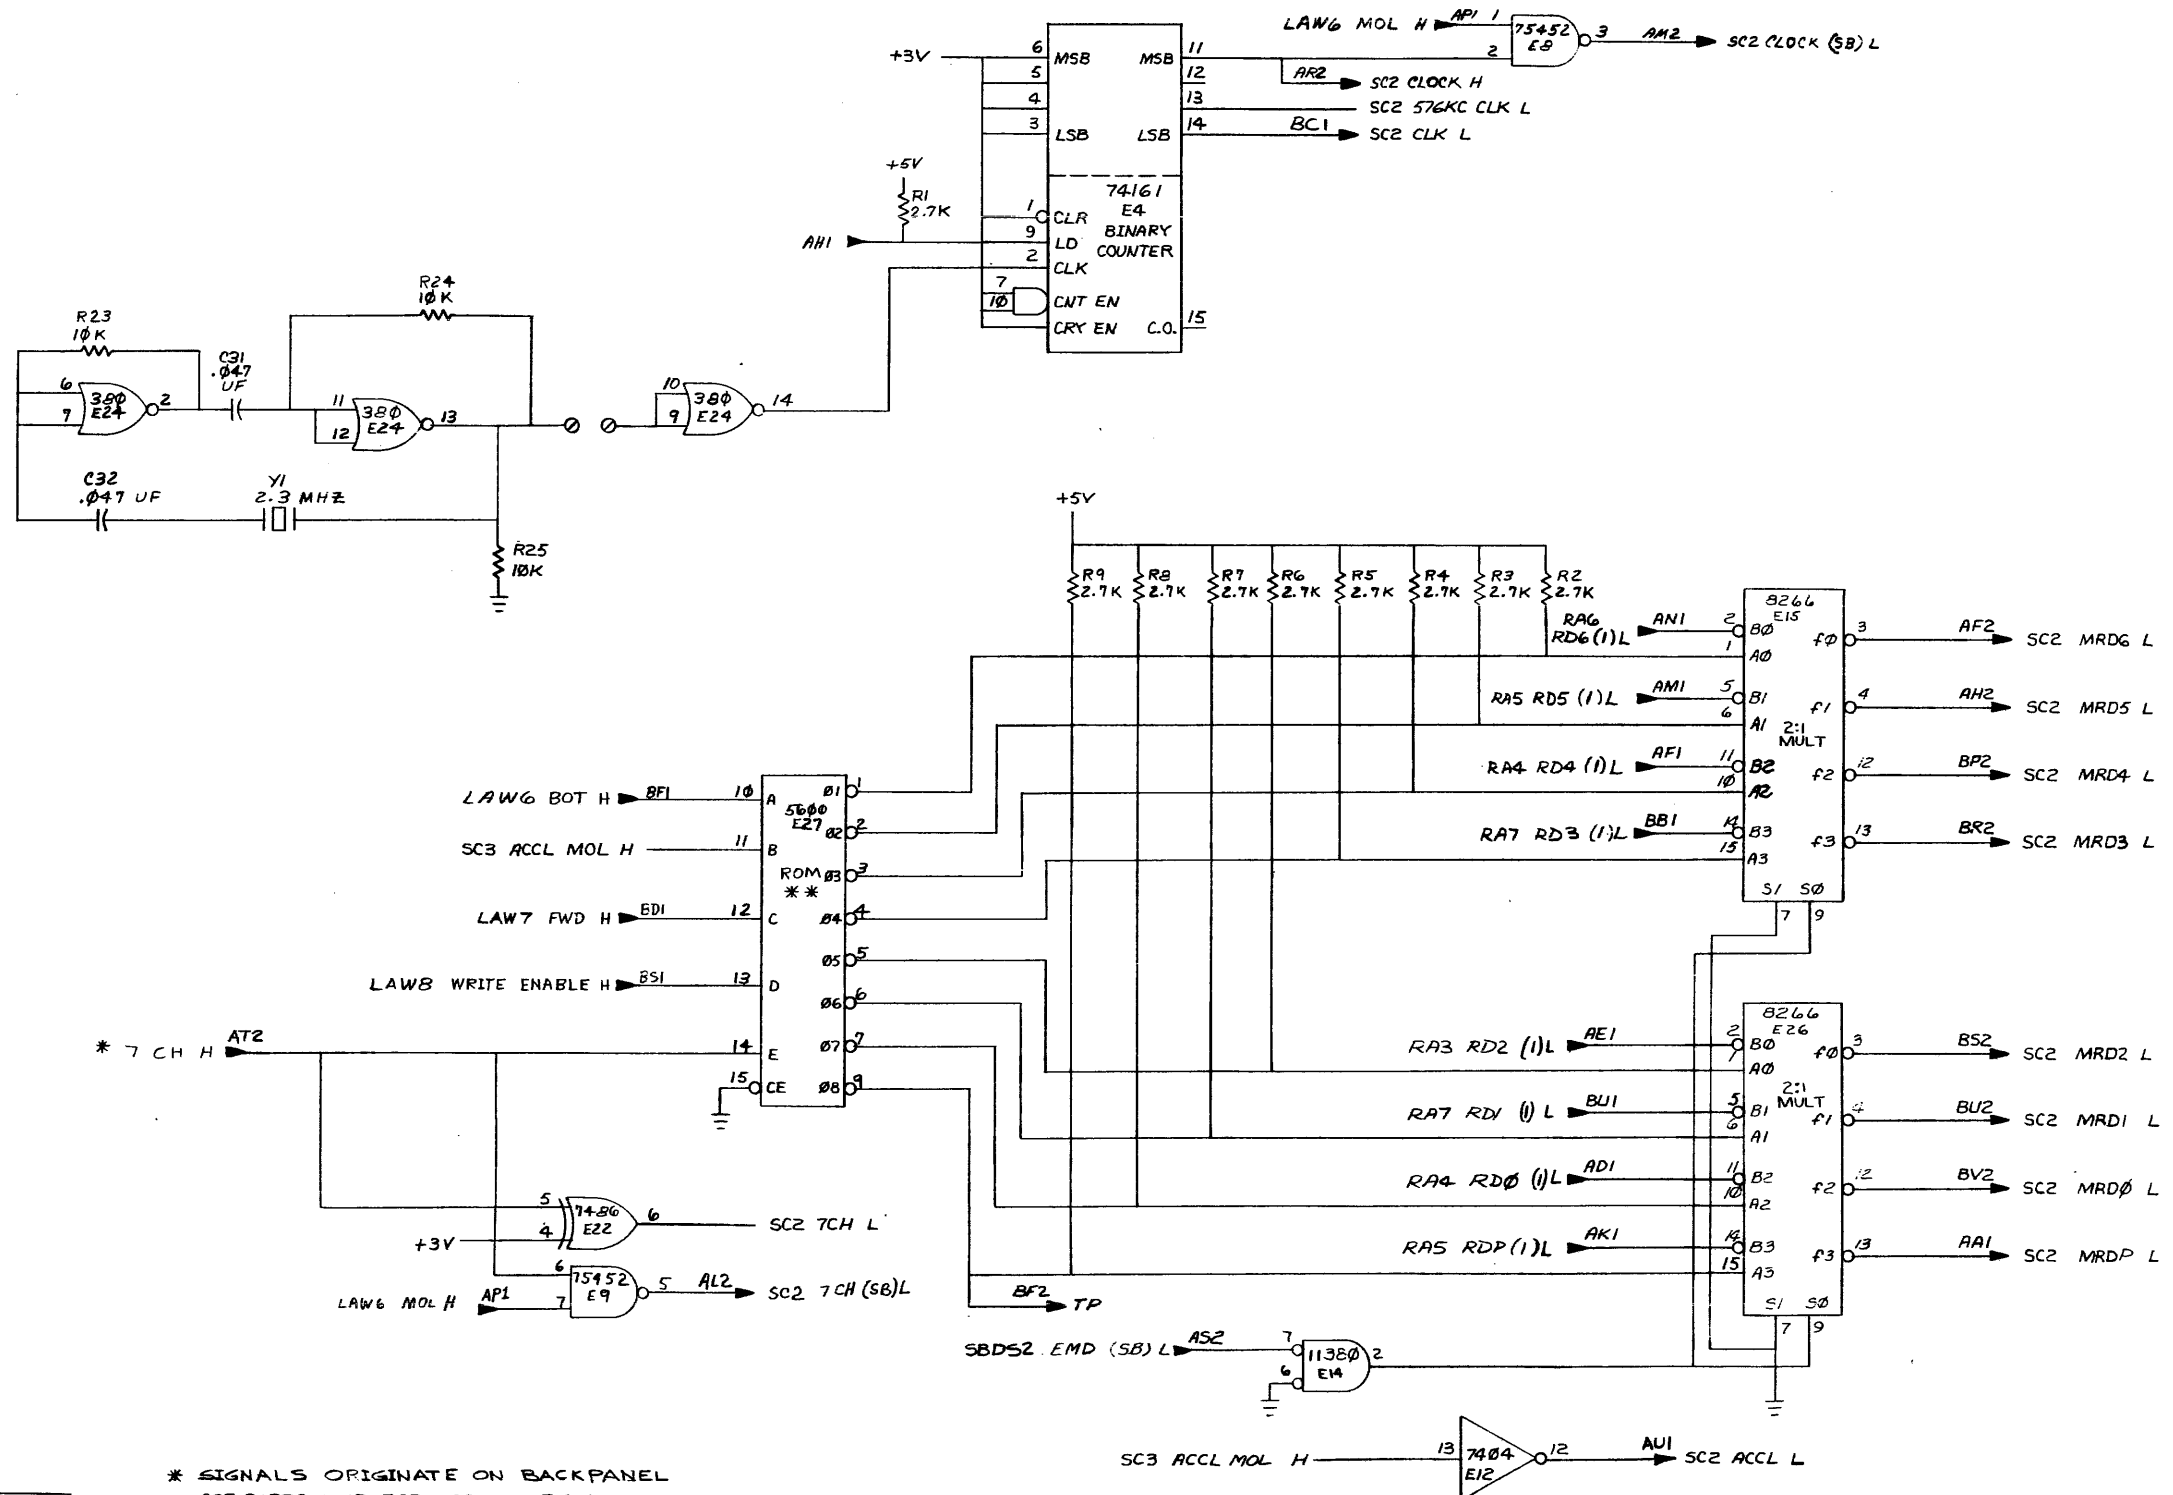 LAW6 MOL H AP1 1
75452
E8
2
3 AM2 SC2 CLOCK (SB) L
+3V
6 MSB MSB 11
5 12
4 13
3 LSB LSB 14
AR2 SC2 CLOCK H
SC2 576KC CLK L
BC1 SC2 CLK L
+5V
R1
2.7K
74161
E4
BINARY
COUNTER
1 CLR
AH1
9 LD
2 CLK
7
10 CNT EN
CRY EN C.O. 15
R23
10K
R24
10K
C31
.047
UF
6
7
380
E24
2
11
12
380
E24
13
10
9
380
E24
14
C32
.047 UF
Y1
2.3 MHZ
R25
10K
+5V
R9
2.7K
R8
2.7K
R7
2.7K
R6
2.7K
R5
2.7K
R4
2.7K
R3
2.7K
R2
2.7K
8266
E15
2:1
MULT
RA6
RD6(1)L AN1 2 B0
1 A0
f0 3 AF2 SC2 MRD6 L
RA5 RD5 (1)L AM1 5 B1
6 A1
f1 4 AH2 SC2 MRD5 L
RA4 RD4 (1)L AF1 11 B2
10 A2
f2 12 BP2 SC2 MRD4 L
RA7 RD3 (1)L BB1 14 B3
15 A3
f3 13 BR2 SC2 MRD3 L
S1 S0
7 9
LAW6 BOT H BF1 10 A
SC3 ACCL MOL H 11 B
LAW7 FWD H BD1 12 C
LAW8 WRITE ENABLE H BS1 13 D
* 7 CH H AT2 14 E
15 CE
5600
E27
ROM
**
Ø1 1
Ø2 2
Ø3 3
Ø4 4
Ø5 5
Ø6 6
Ø7 7
Ø8 9
8266
E26
2:1
MULT
RA3 RD2 (1)L AE1 2 B0
1 A0
f0 3 BS2 SC2 MRD2 L
RA7 RD1 (1) L BU1 5 B1
6 A1
f1 4 BU2 SC2 MRD1 L
RA4 RDØ (1)L AD1 11 B2
10 A2
f2 12 BV2 SC2 MRDØ L
RA5 RDP(1)L AK1 14 B3
15 A3
f3 13 AA1 SC2 MRDP L
S1 S0
7 9
5
4
+3V
7486
E22
6 SC2 7CH L
6
7
LAW6 MOL H AP1
75452
E9
5 AL2 SC2 7CH (SB)L
BF2 TP
SBDS2 EMD (SB) L AS2 7
6
11380
E14
2
SC3 ACCL MOL H 13
7404
E12
12 AU1 SC2 ACCL L
* SIGNALS ORIGINATE ON BACKPANEL